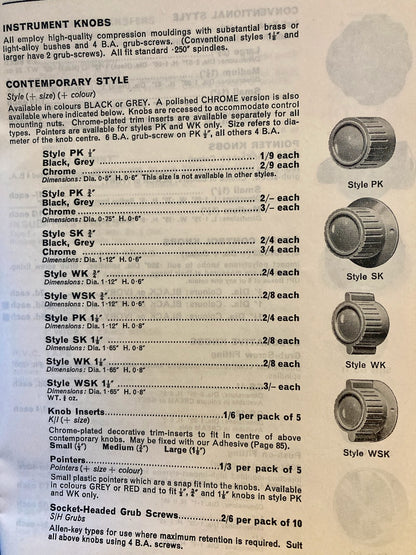 INSTRUMENT KNOBS
All employ high-quality compression mouldings with substantial brass or
light-alloy bushes and 4 B.A. grub-screws. (Conventional styles 1⅛" and
larger have 2 grub-screws). All fit standard ·250" spindles.
CONTEMPORARY STYLE
Style (+ size) (+ colour)
Available in colours BLACK or GREY. A polished CHROME version is also
available where indicated below. Knobs are recessed to accommodate control
mounting nuts. Chrome-plated trim inserts are available separately for all
types. Pointers are available for styles PK and WK only. Size refers to dia-
meter of the knob centre. 6 B.A. grub-screw on PK ½", all others 4 B.A.
Style PK ½"
Black, Grey 1/9 each
Chrome 2/9 each
Dimensions: Dia. 0·5" H. 0·6" This size is not available in other styles.
Style PK ¾"
Black, Grey 2/– each
Chrome 3/– each
Dimensions: Dia. 0·75" H. 0·6"
Style SK ¾"
Black, Grey 2/4 each
Chrome 3/4 each
Dimensions: Dia. 1·12" H. 0·6"
Style WK ¾" 2/4 each
Dimensions: Dia. 1·12" H. 0·6"
Style WSK ¾" 2/8 each
Dimensions: Dia. 1·12" H. 0·6"
Style PK 1⅛" 2/4 each
Dimensions: Dia. 1·12" H. 0·8"
Style SK 1⅛" 2/8 each
Dimensions: Dia. 1·65" H. 0·8"
Style WK 1⅛" 2/8 each
Dimensions: Dia. 1·65" H. 0·8"
Style WSK 1⅛" 3/– each
Dimensions: Dia. 1·65" H. 0·8"
WT. oz.
Knob Inserts 1/6 per pack of 5
K/I (+ size)
Chrome-plated decorative trim-inserts to fit in centre of above
contemporary knobs. May be fixed with our Adhesive (Page 85).
Small (½") Medium (¾") Large (1⅛")
Pointers 1/3 per pack of 5
Pointers (+ size + colour)
Small plastic pointers which are a snap fit into the knobs. Available
in colours GREY or RED and to fit ½", ¾" and 1⅛" knobs in style PK
and WK only.
Socket-Headed Grub Screws 2/6 per pack of 10
S/H Grubs
Allen-key types for use where maximum retention is required. Suit
all above knobs using 4 B.A. screws.
Style PK
Style SK
Style WK
Style WSK